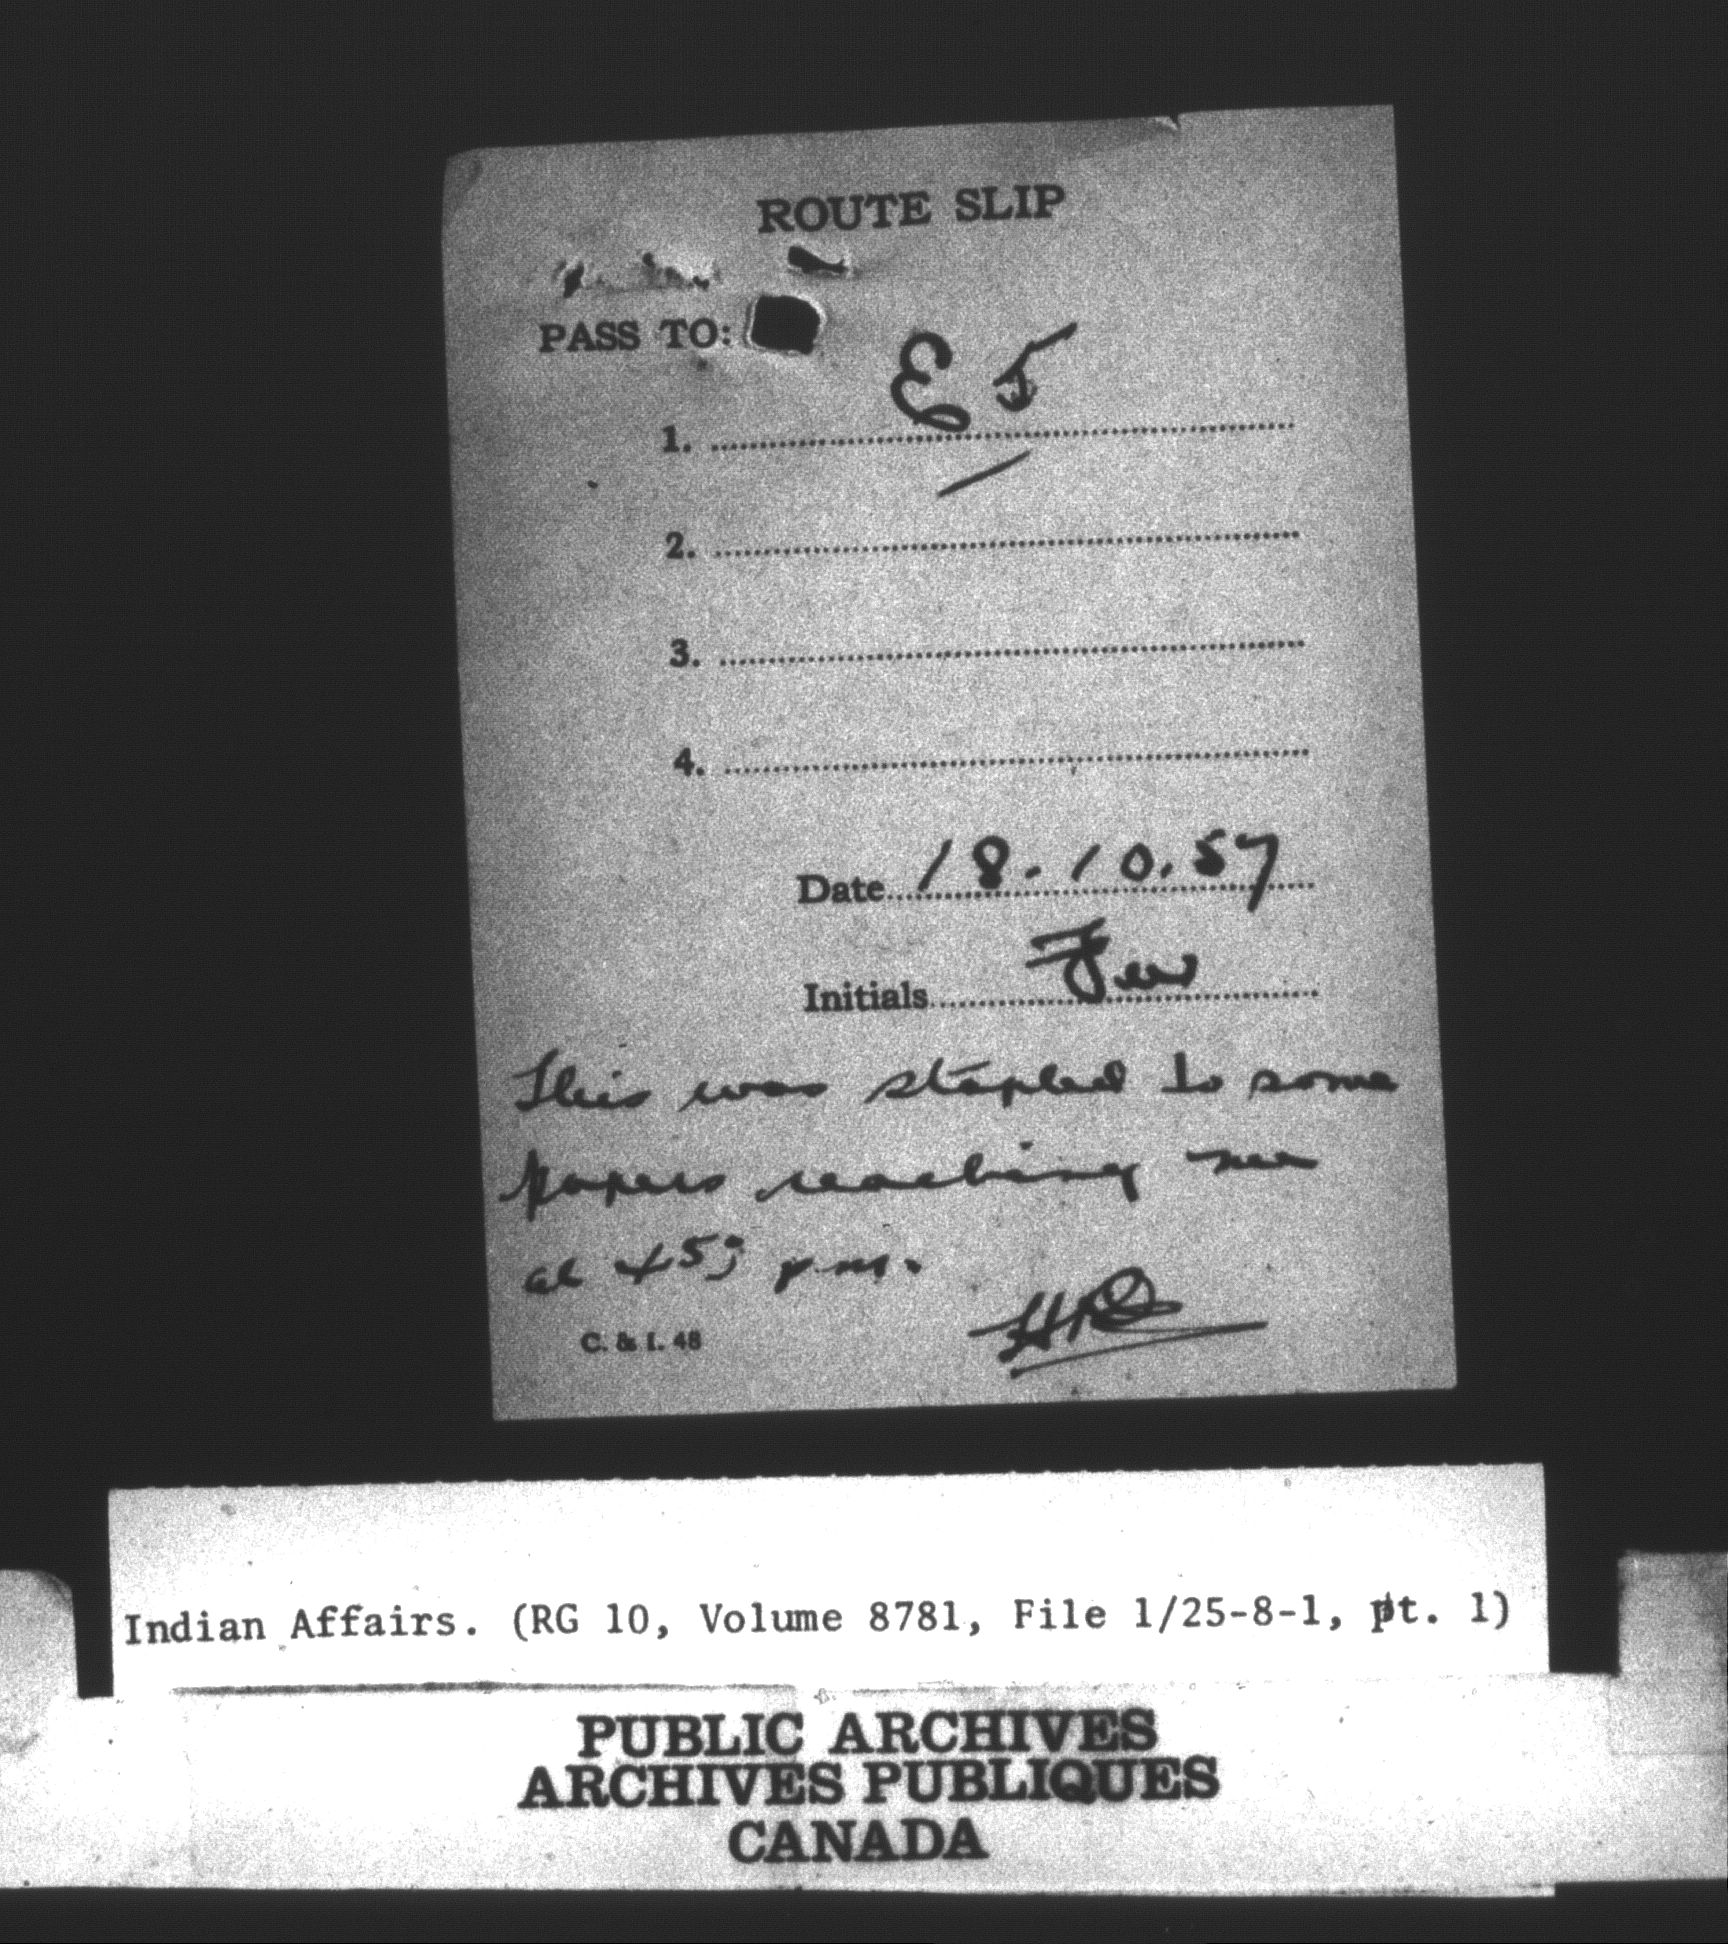 ROUTE SLIP
PASS TO:
1. E
2.
3.
4.
Date 18.10.57
Initials
This was stapled to some
papers reaching me
at 4 p.m.
C. & I. 48
Indian Affairs. (RG 10, Volume 8781, File 1/25-8-1, pt. 1)
PUBLIC ARCHIVES
ARCHIVES PUBLIQUES
CANADA